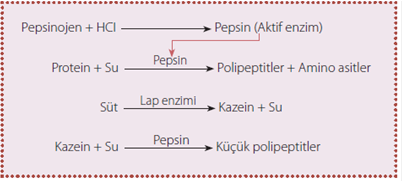 Pepsinojen + HCl Pepsin (Aktif enzim)
Pepsin
Protein + Su Polipeptitler + Amino asitler
Lap enzimi
Süt Kazein + Su
Pepsin
Kazein + Su Küçük polipeptitler